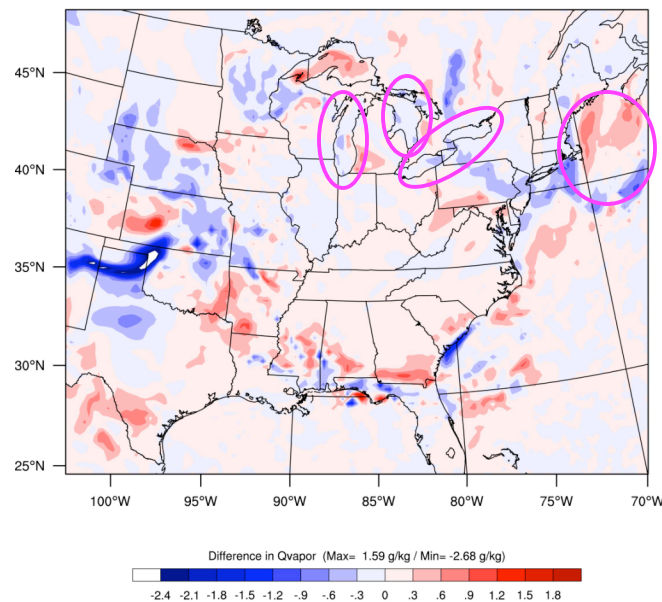 45°N
40°N
35°N
30°N
25°N
100°W 95°W 90°W 85°W 80°W 75°W 70°W
Difference in Qvapor (Max= 1.59 g/kg / Min= -2.68 g/kg)
-2.4 -2.1 -1.8 -1.5 -1.2 -.9 -.6 -.3 0 .3 .6 .9 1.2 1.5 1.8